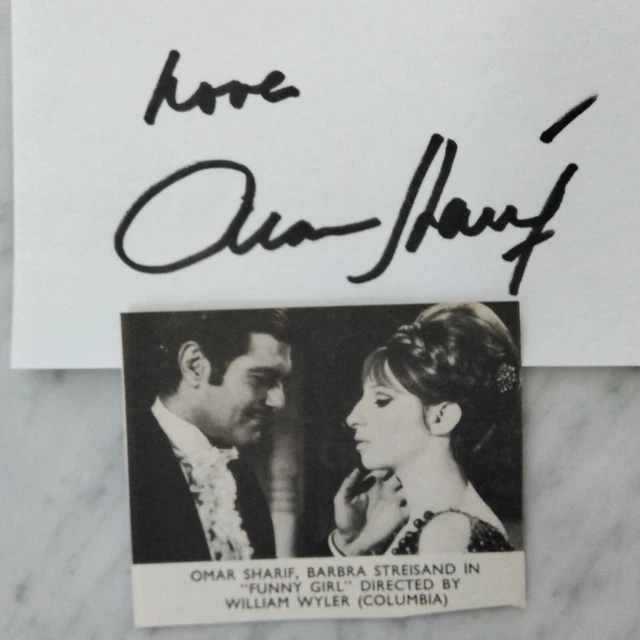 Love
Omar Sharif
OMAR SHARIF, BARBRA STREISAND IN
"FUNNY GIRL" DIRECTED BY
WILLIAM WYLER (COLUMBIA)